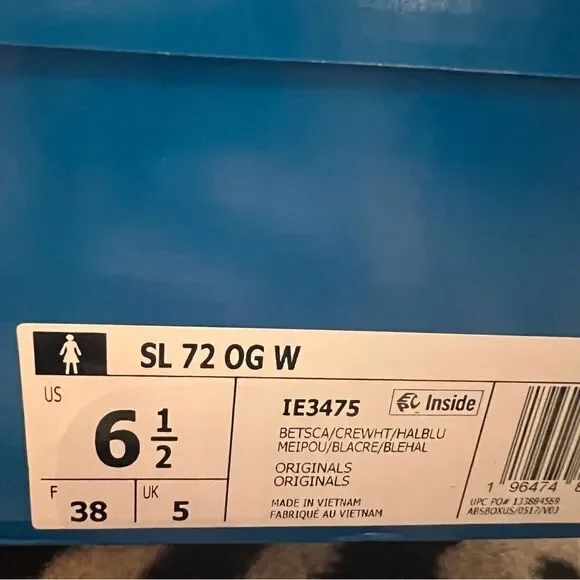 SL 72 OG W
US
6 1/2
F
38
UK
5
IE3475
Inside
BETSCA/CREWHT/HALBLU
MEIPOU/BLACRE/BLEHAL
ORIGINALS
ORIGINALS
MADE IN VIETNAM
FABRIQUÉ AU VIETNAM
1 96474
UPC PO# 133884569
ABSBOXUS/0517/V03